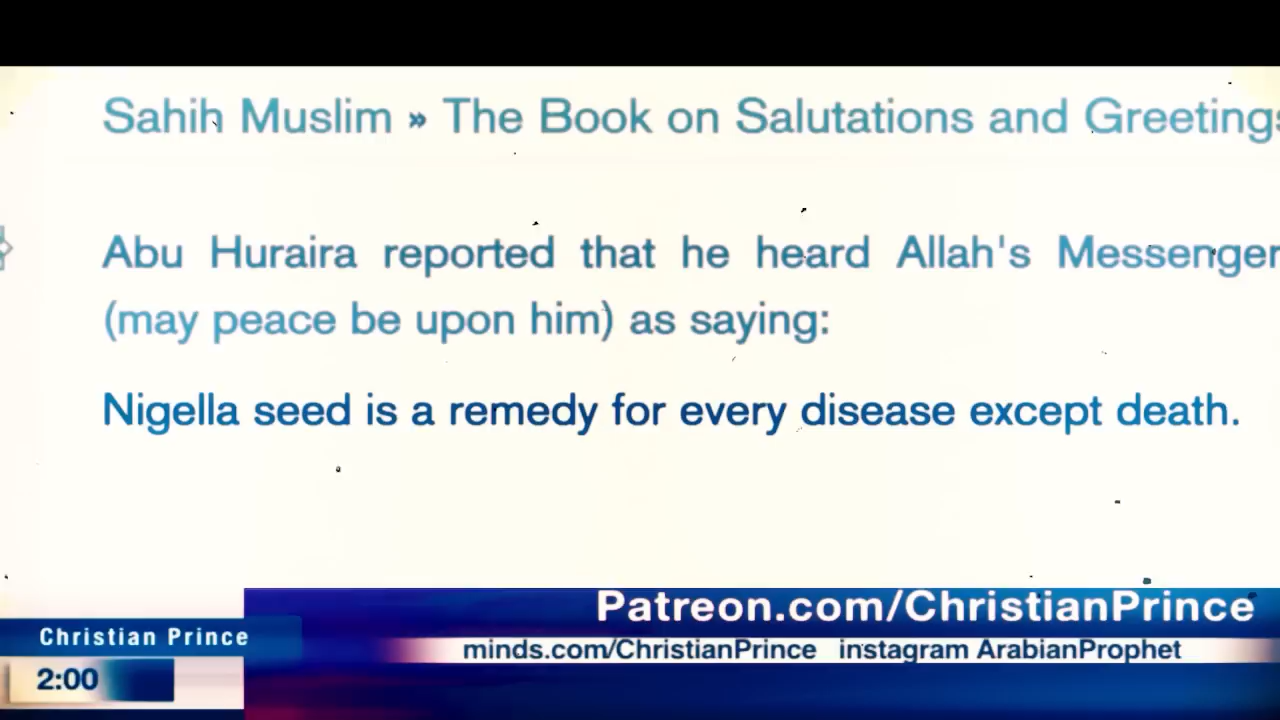 Sahih Muslim » The Book on Salutations and Greetings
Abu Huraira reported that he heard Allah's Messenger
(may peace be upon him) as saying:
Nigella seed is a remedy for every disease except death.
Patreon.com/ChristianPrince
Christian Prince
minds.com/ChristianPrince instagram ArabianProphet
2:00